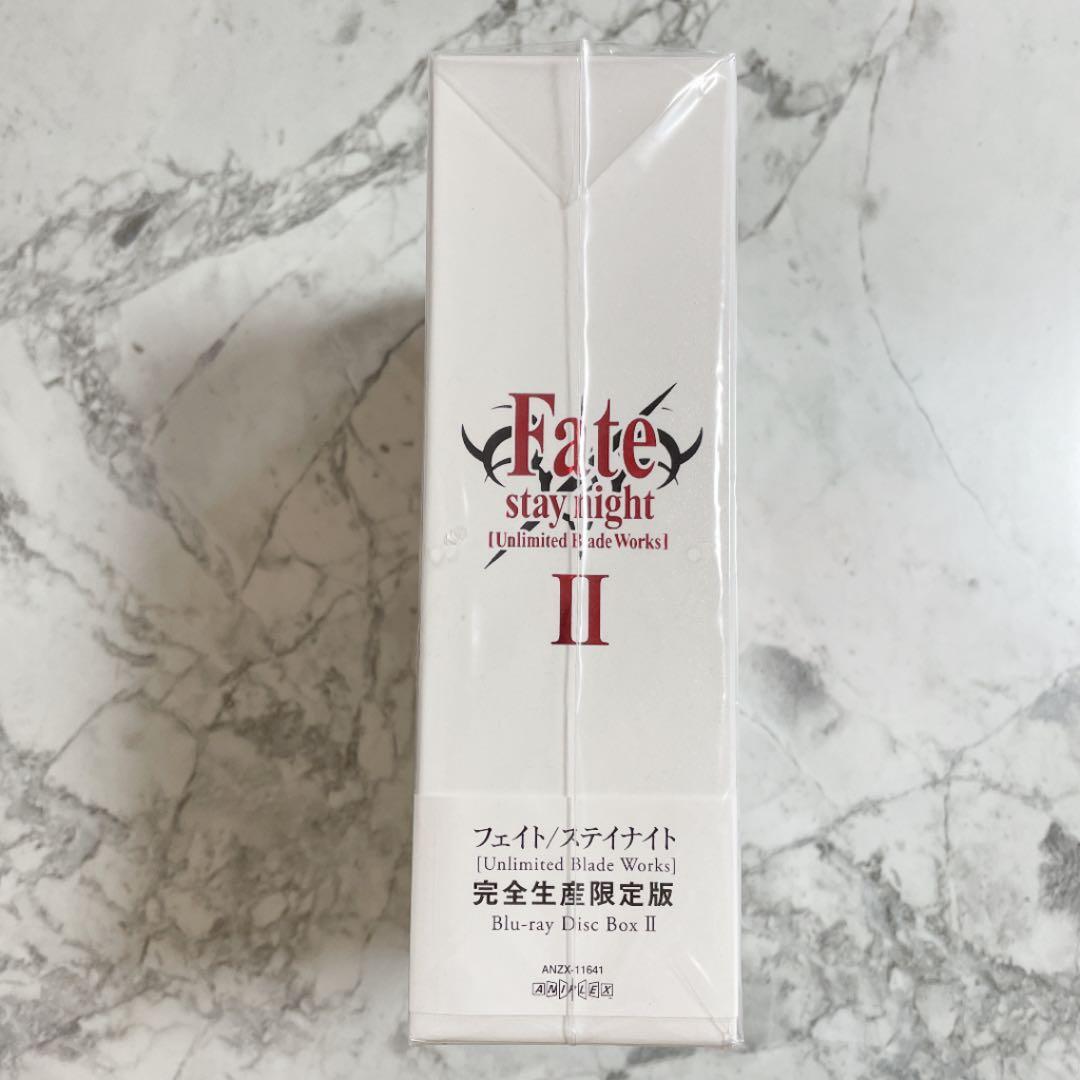 Fate
stay night
[Unlimited Blade Works]
II
フェイト/ステイナイト
[Unlimited Blade Works]
完全生産限定版
Blu-ray Disc Box II
ANZX-11641
ANIPLEX